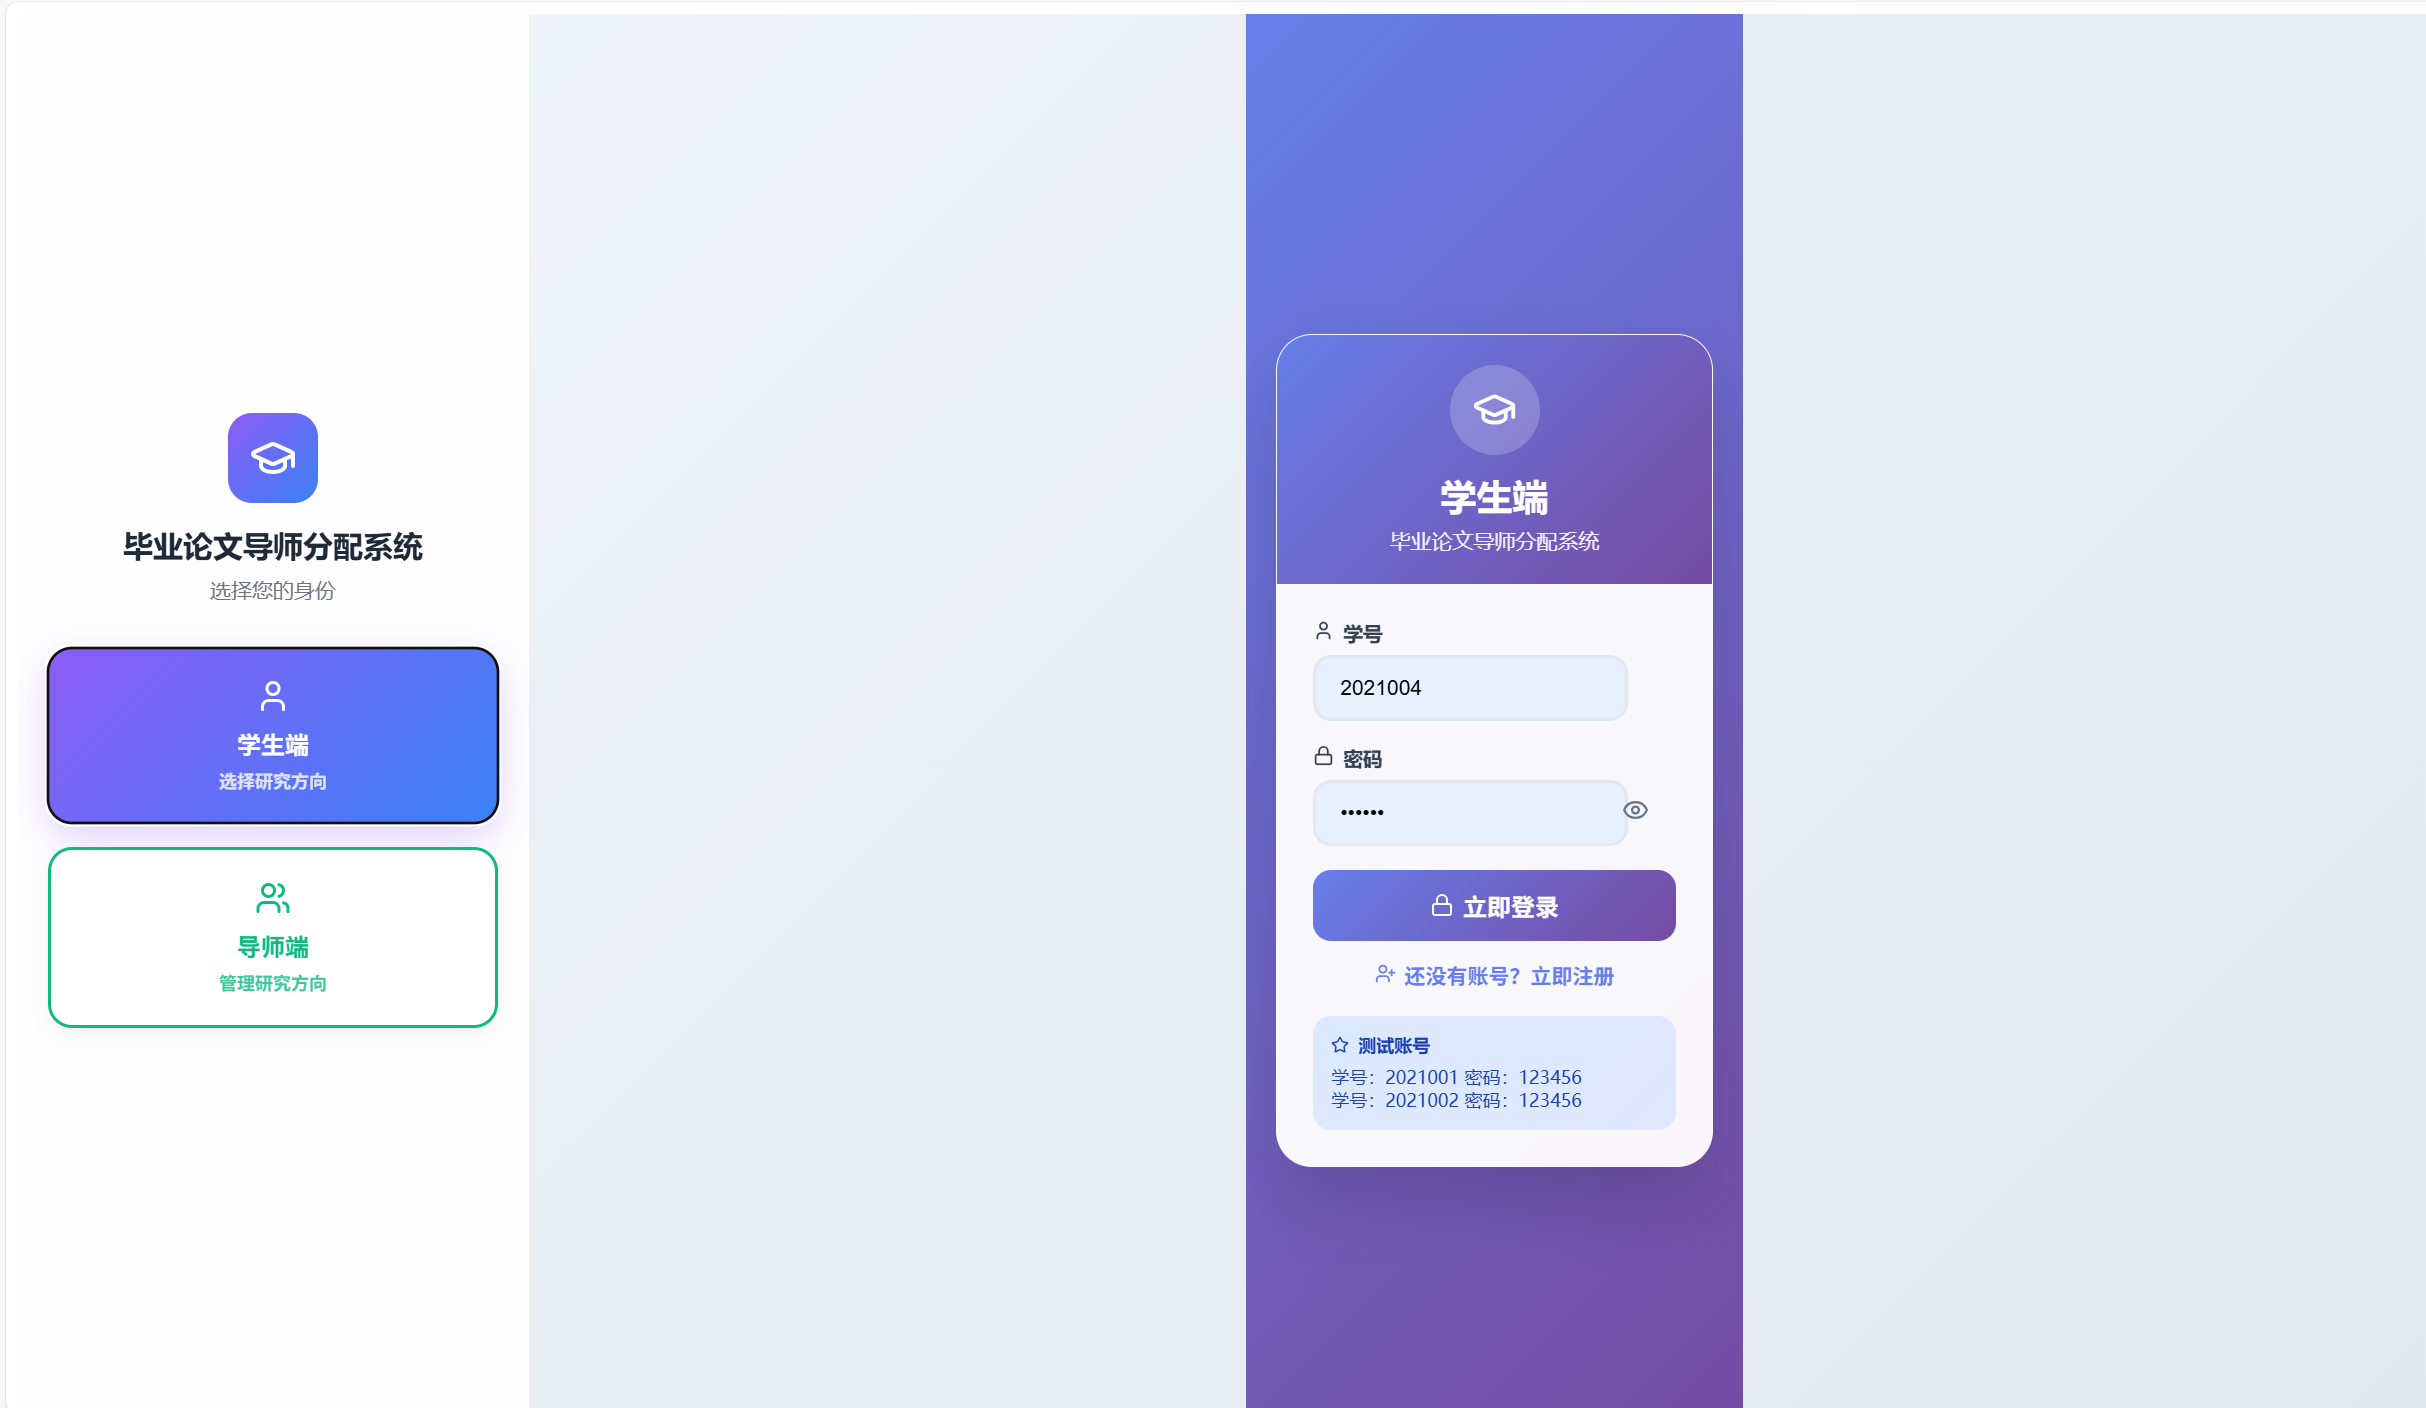 毕业论文导师分配系统
选择您的身份
学生端
选择研究方向
导师端
管理研究方向
学生端
毕业论文导师分配系统
学号
2021004
密码
••••••
立即登录
还没有账号？立即注册
测试账号
学号：2021001 密码：123456
学号：2021002 密码：123456